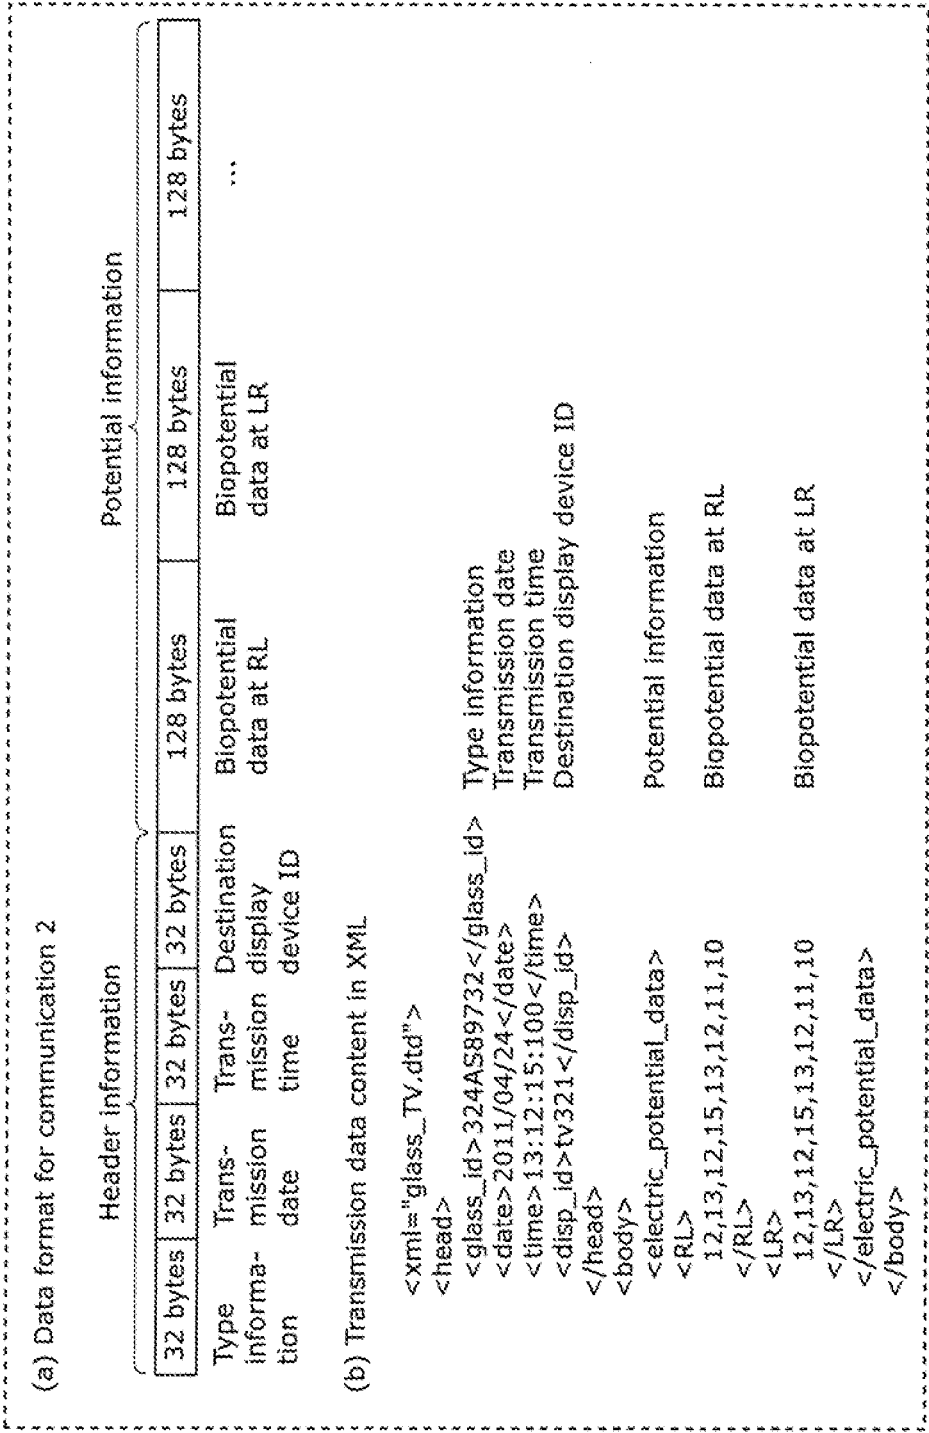 (a) Data format for communication 2
Header information
Potential information
32 bytes 32 bytes 32 bytes 32 bytes 128 bytes 128 bytes 128 bytes
Type informa- tion
Trans- mission date
Trans- mission time
Destination display device ID
Biopotential data at RL
Biopotential data at LR
...
(b) Transmission data content in XML
<xml="glass_TV.dtd">
<head>
<glass_id>324AS89732</glass_id> Type information
<date>2011/04/24</date> Transmission date
<time>13:12:15:100</time> Transmission time
<disp_id>tv321</disp_id> Destination display device ID
</head>
<body>
<electric_potential_data> Potential information
<RL>
12,13,12,15,13,12,11,10 Biopotential data at RL
</RL>
<LR>
12,13,12,15,13,12,11,10 Biopotential data at LR
</LR>
</electric_potential_data>
</body>